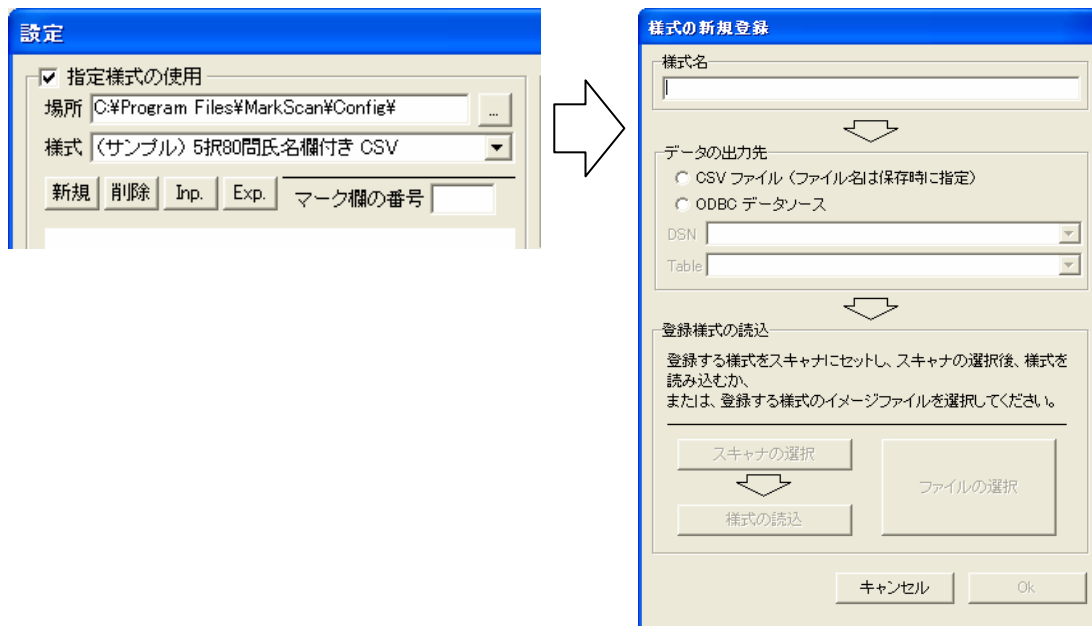 設定
指定様式の使用
場所 C:¥Program Files¥MarkScan¥Config¥ ...
様式 (サンプル) 5択80問氏名欄付き CSV
新規 削除 Inp. Exp. マーク欄の番号
様式の新規登録
様式名
データの出力先
CSV ファイル (ファイル名は保存時に指定)
ODBC データソース
DSN
Table
登録様式の読込
登録する様式をスキャナにセットし、スキャナの選択後、様式を
読み込むか、
または、登録する様式のイメージファイルを選択してください。
スキャナの選択
ファイルの選択
様式の読込
キャンセル Ok